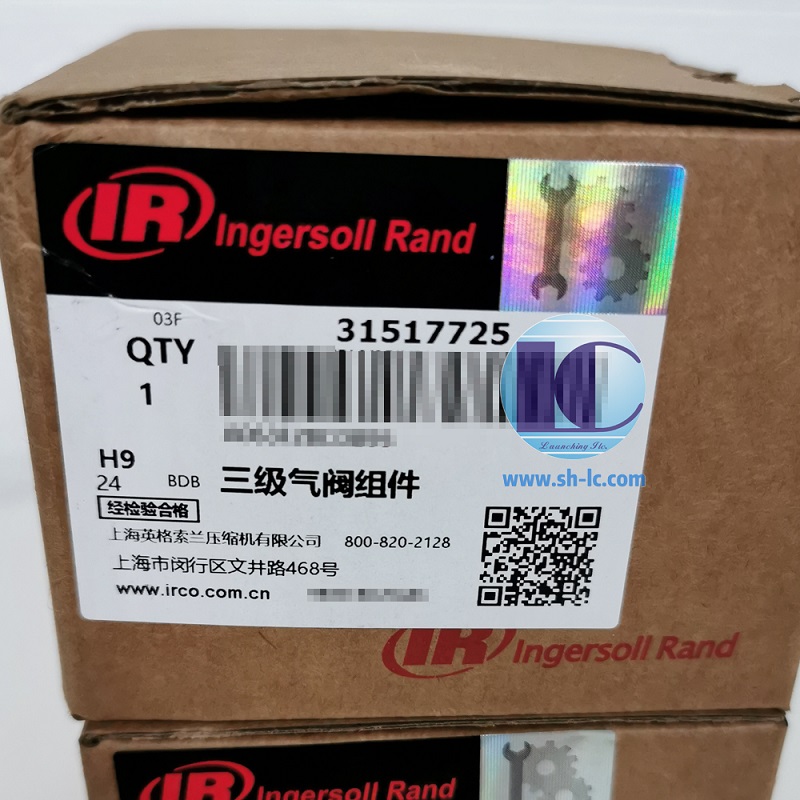 IR Ingersoll Rand
03F
31517725
QTY
1
LC
Launching Ltc.
www.sh-lc.com
H9
24 BDB 三级气阀组件
经检验合格
上海英格索兰压缩机有限公司 800-820-2128
上海市闵行区文井路468号
www.irco.com.cn
IR Ingersoll Rand
IR Ingersoll Rand